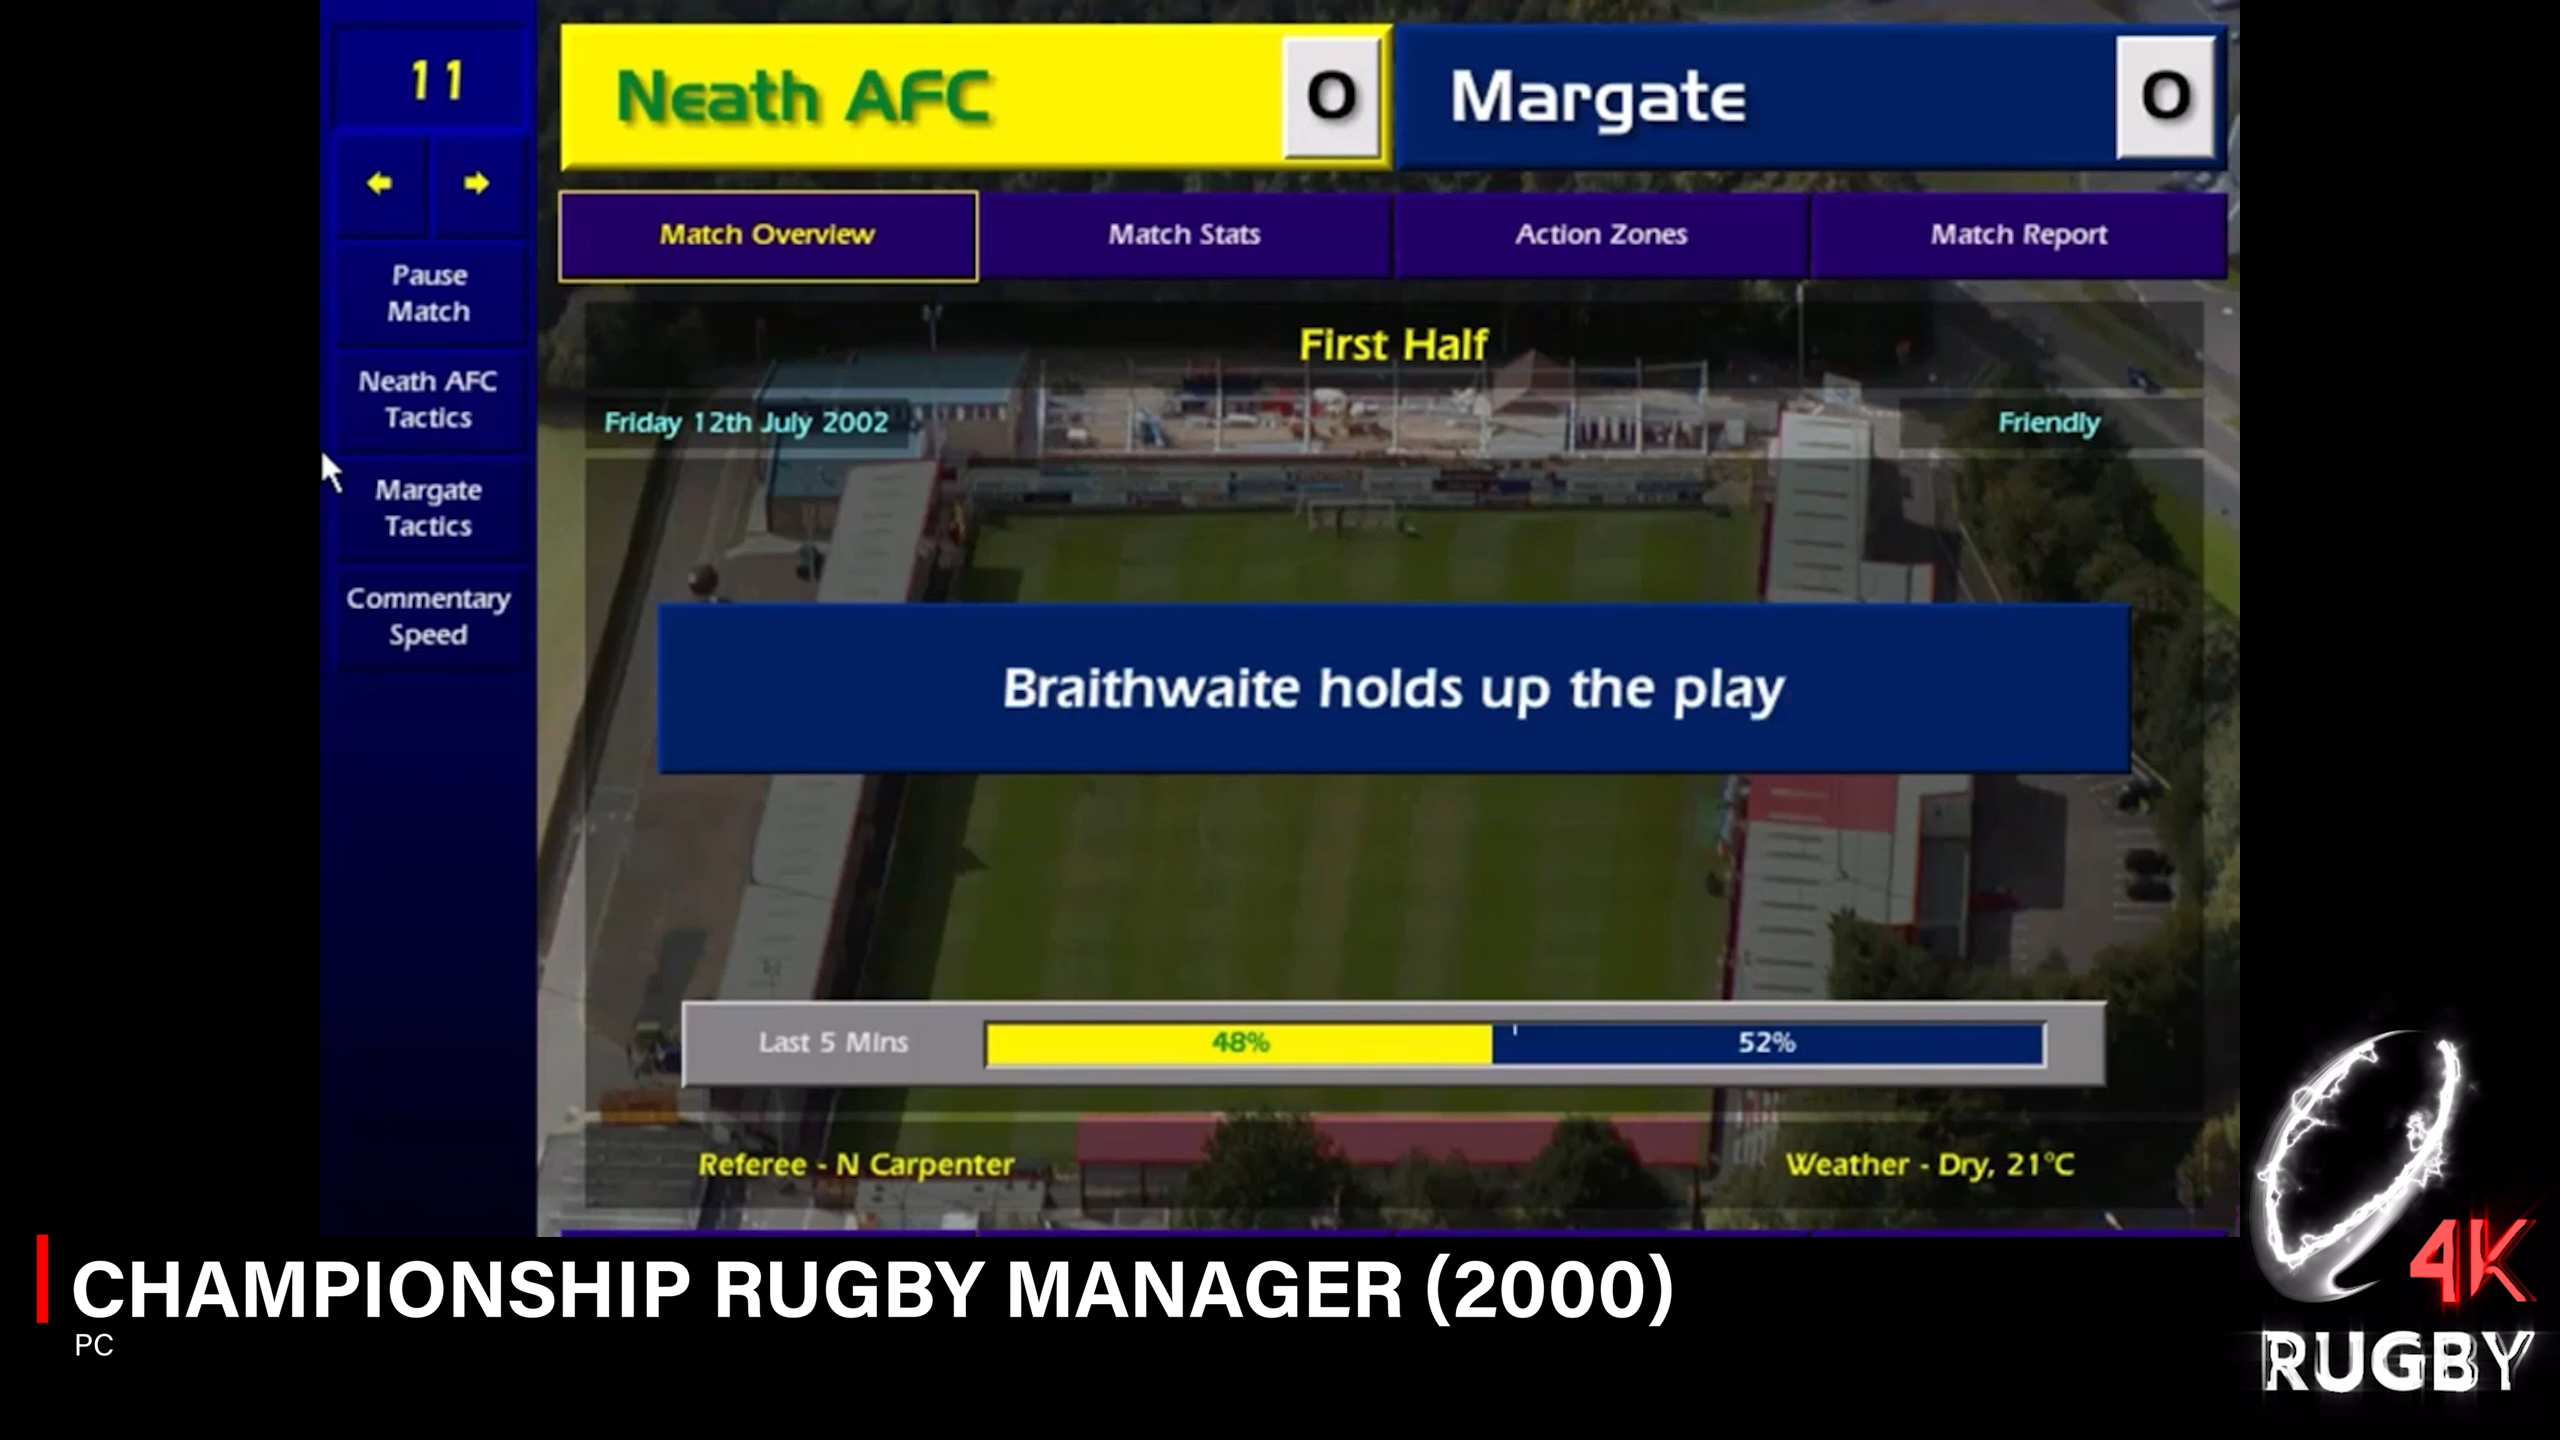 11
Neath AFC 0 Margate 0
Match Overview Match Stats Action Zones Match Report
Pause
Match
Neath AFC
Tactics
Margate
Tactics
Commentary
Speed
First Half
Friday 12th July 2002 Friendly
Braithwaite holds up the play
Last 5 Mins 48% 52%
Referee - N Carpenter Weather - Dry, 21°C
CHAMPIONSHIP RUGBY MANAGER (2000)
PC
4K
RUGBY